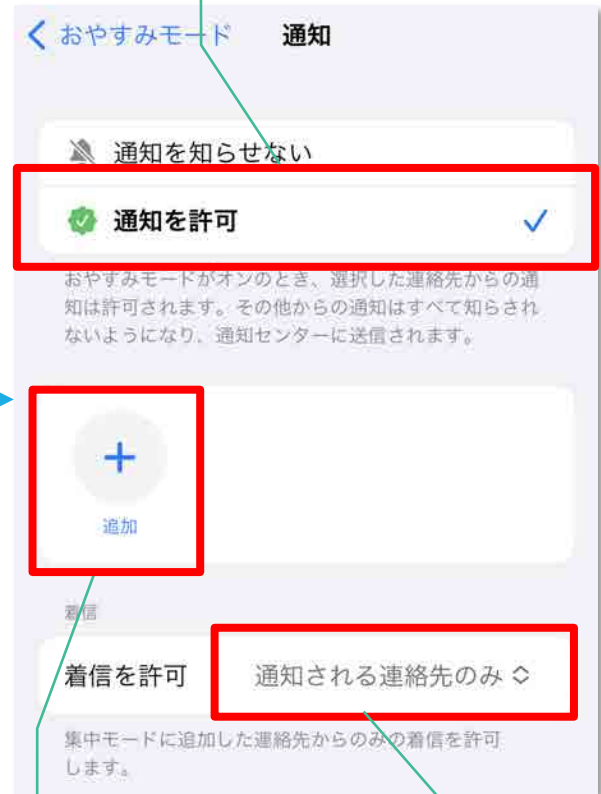 おやすみモード 通知
通知を知らせない
通知を許可
おやすみモードがオンのとき、選択した連絡先からの通
知は許可されます。その他からの通知はすべて知らされ
ないようになり、通知センターに送信されます。
追加
着信
着信を許可 通知される連絡先のみ
集中モードに追加した連絡先からのみの着信を許可
します。